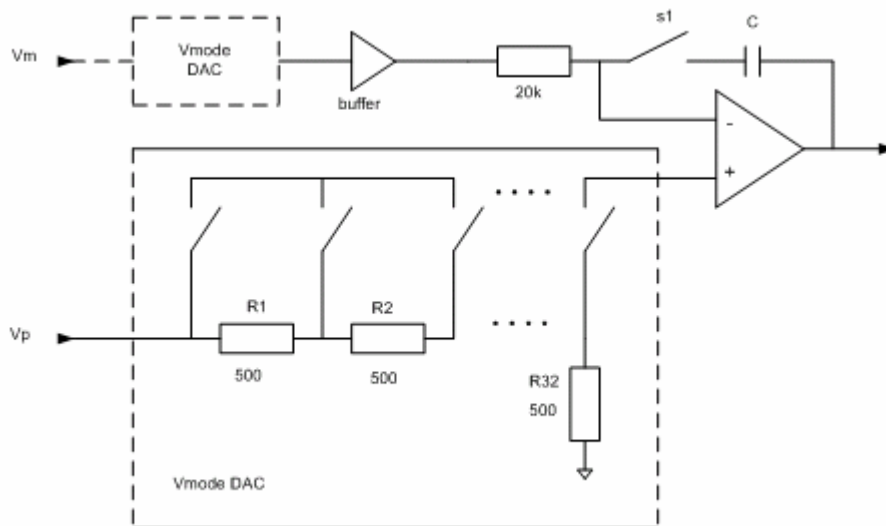 s1
C
Vm
Vmode
DAC
buffer
20k
-
+
R1
R2
Vp
500
500
R32
500
Vmode DAC